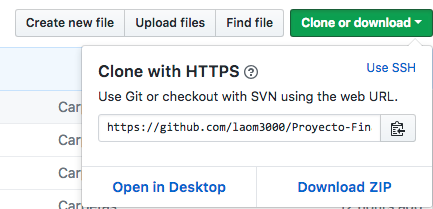 Create new file Upload files Find file Clone or download
Clone with HTTPS
Use SSH
Use Git or checkout with SVN using the web URL.
https://github.com/laom3000/Proyecto-Fin
Open in Desktop Download ZIP